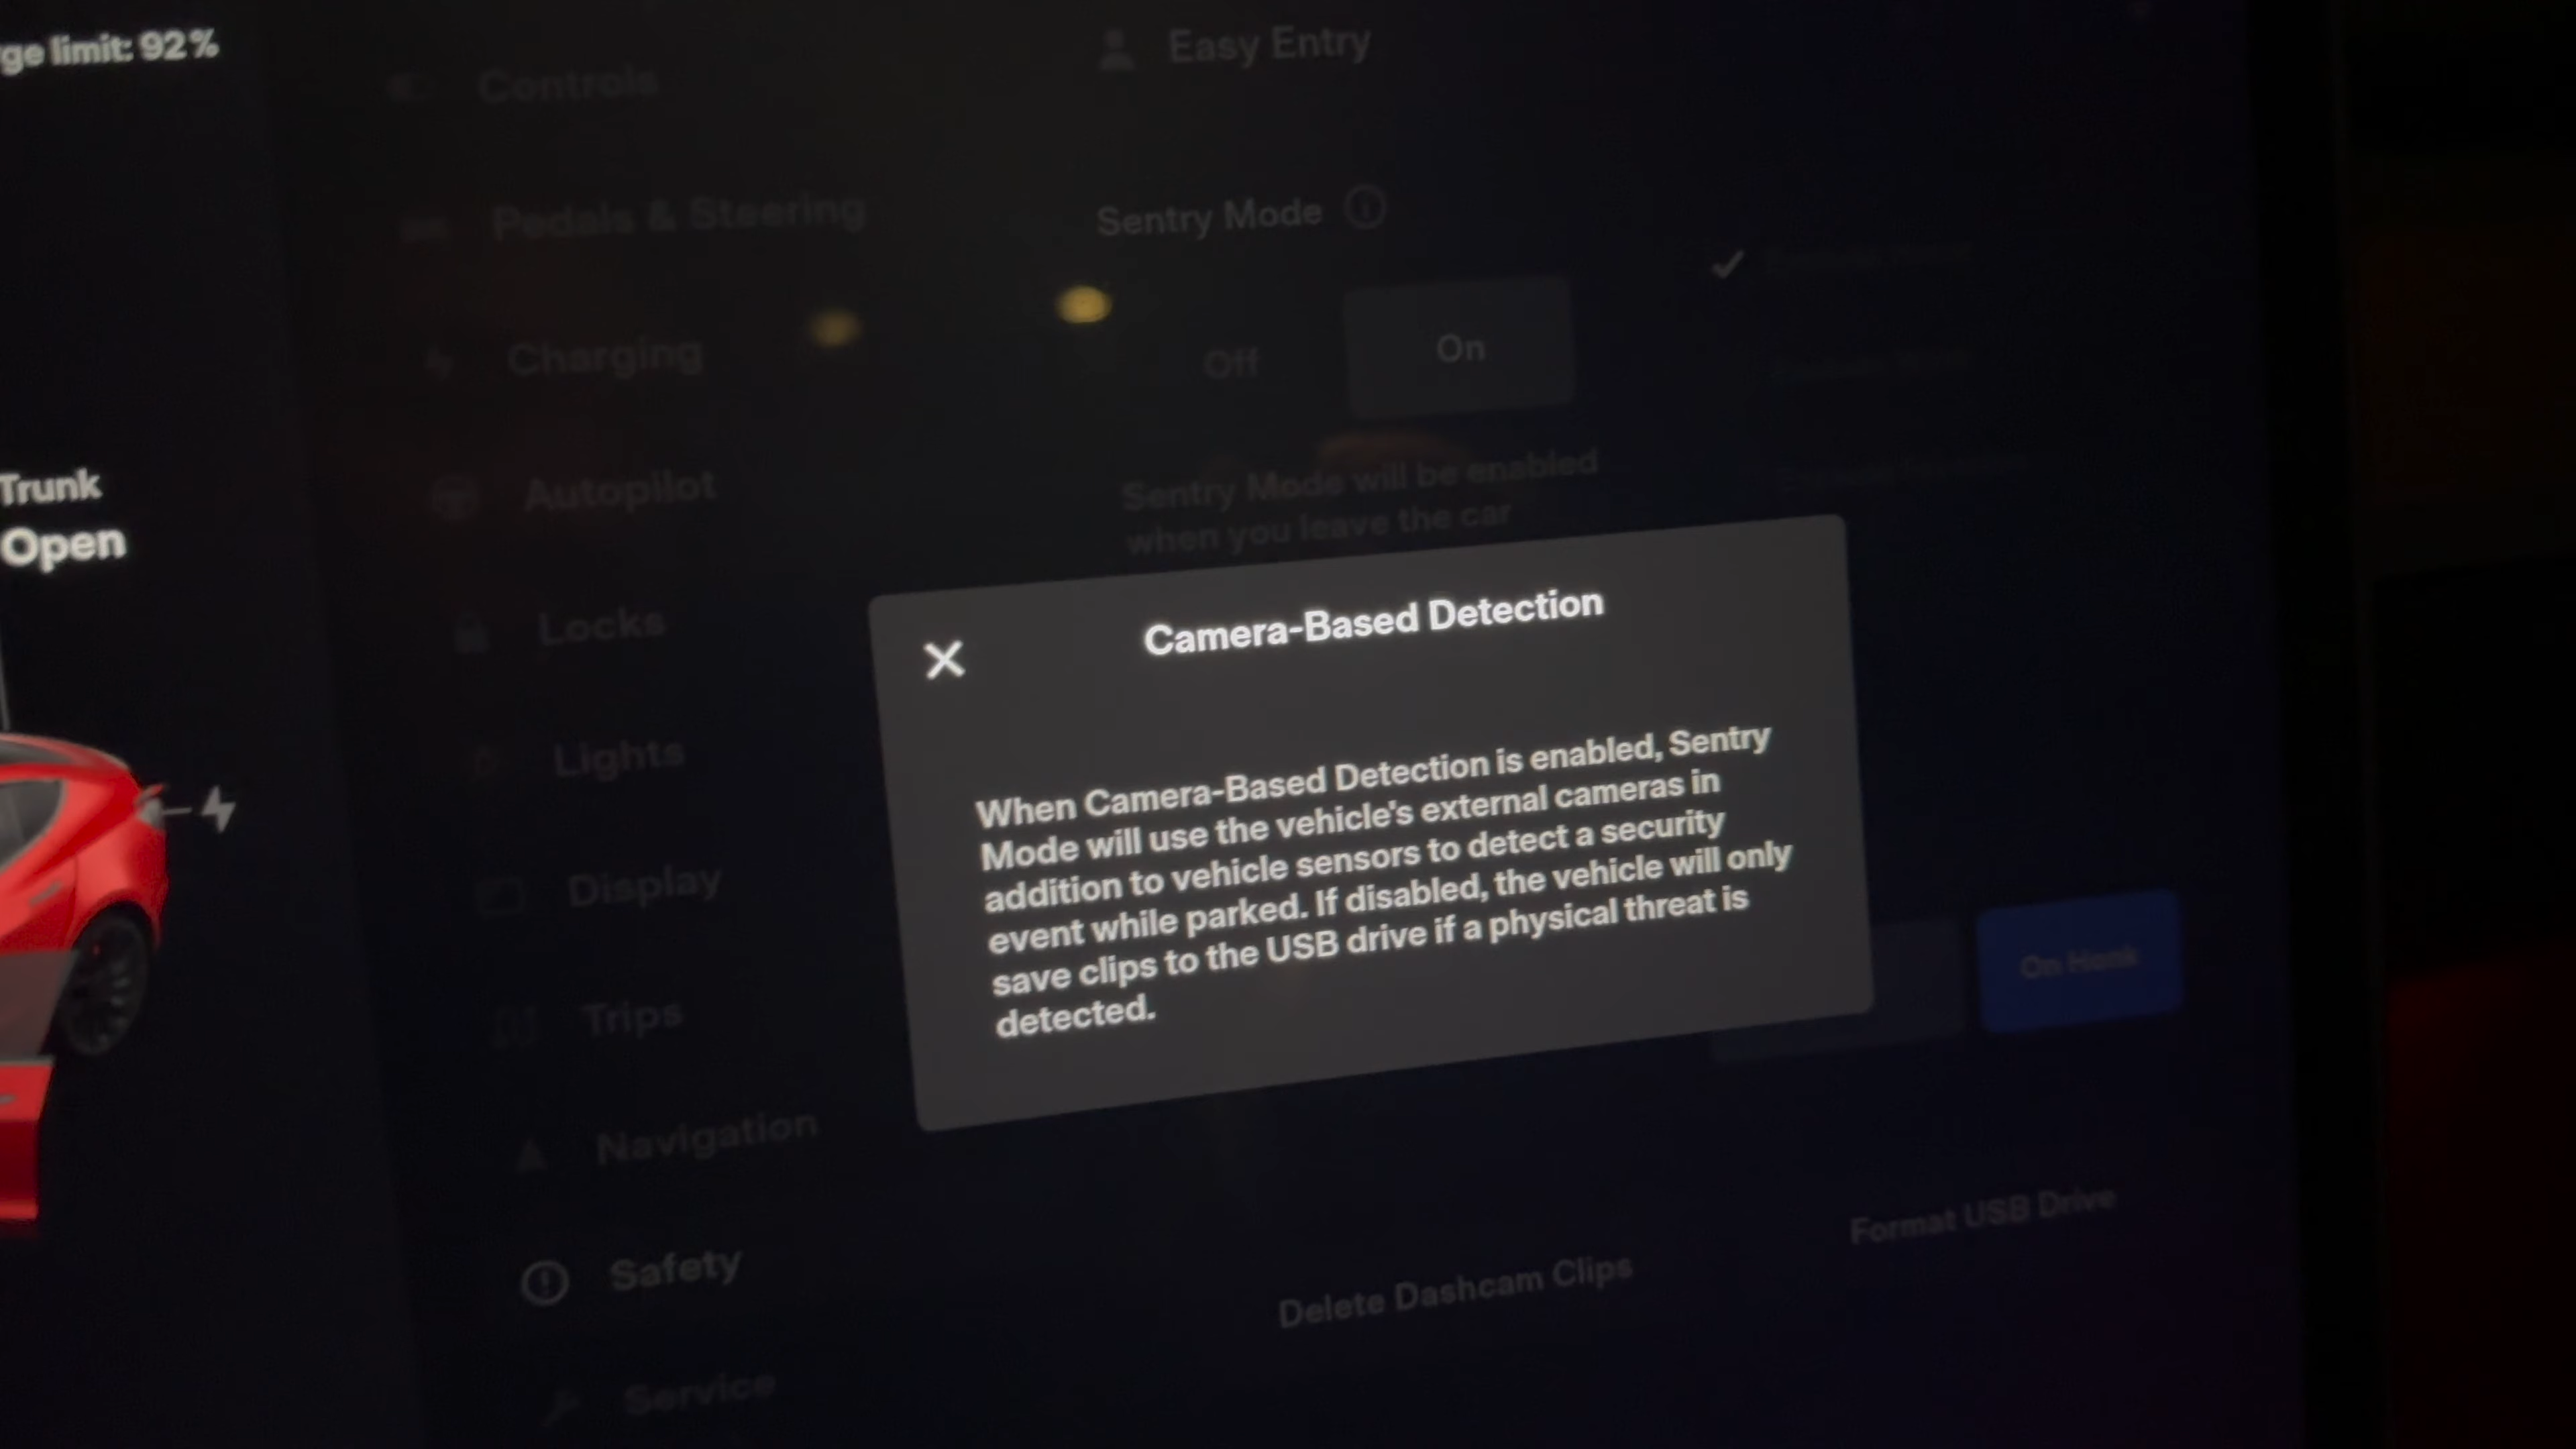 ge limit: 92%
Trunk
Open
Controls
Pedals & Steering
Charging
Autopilot
Locks
Lights
Display
Trips
Navigation
Safety
Service
Easy Entry
Sentry Mode
Off
On
Sentry Mode will be enabled
when you leave the car
Camera-Based Detection
When Camera-Based Detection is enabled, Sentry
Mode will use the vehicle's external cameras in
addition to vehicle sensors to detect a security
event while parked. If disabled, the vehicle will only
save clips to the USB drive if a physical threat is
detected.
On Honk
Delete Dashcam Clips
Format USB Drive